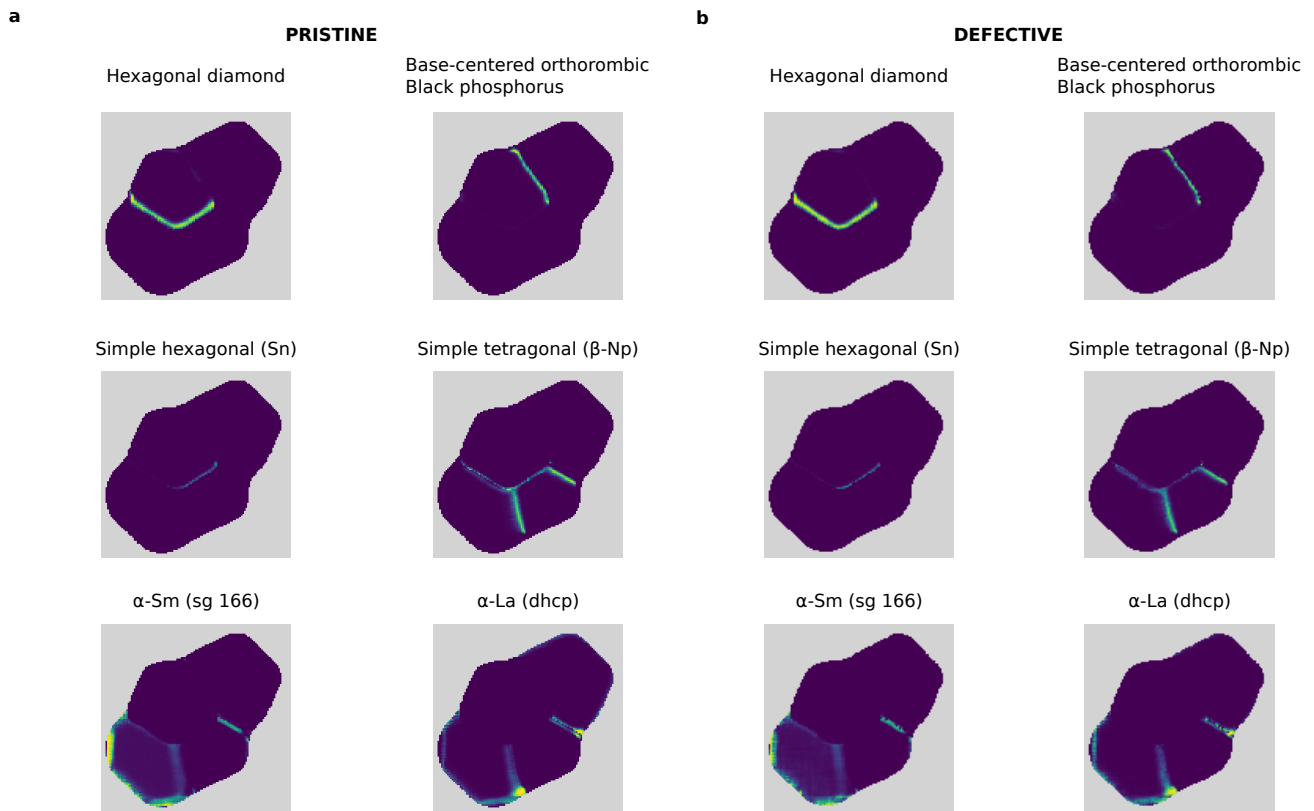 a
PRISTINE
Hexagonal diamond
Base-centered orthorombic
Black phosphorus
Simple hexagonal (Sn)
Simple tetragonal (β-Np)
α-Sm (sg 166)
α-La (dhcp)
b
DEFECTIVE
Hexagonal diamond
Base-centered orthorombic
Black phosphorus
Simple hexagonal (Sn)
Simple tetragonal (β-Np)
α-Sm (sg 166)
α-La (dhcp)